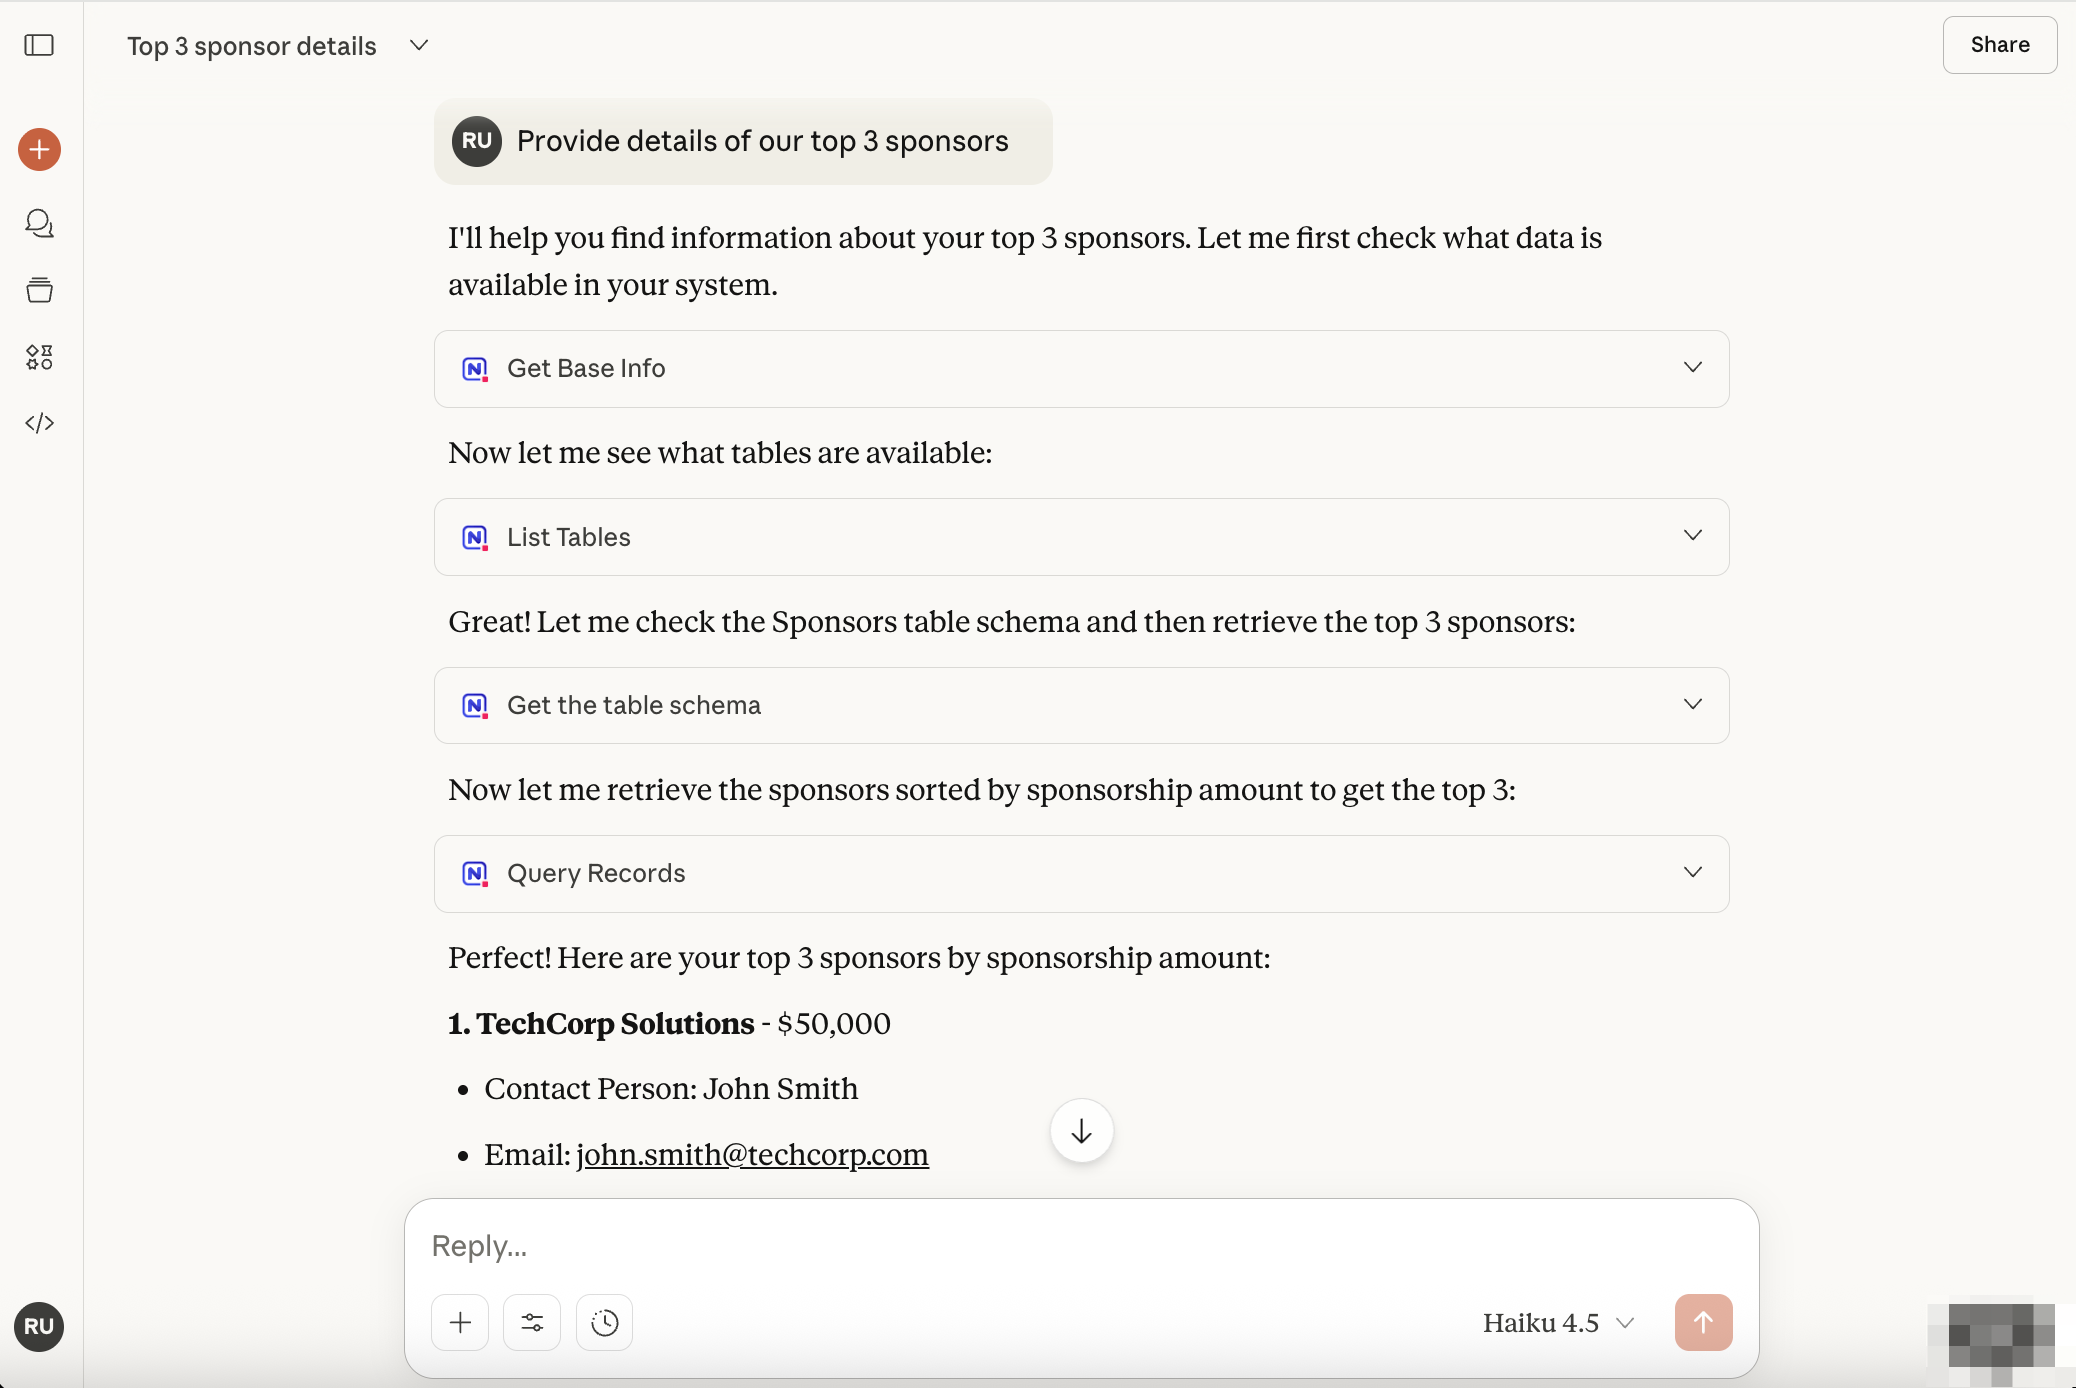 Top 3 sponsor details
Share
RU Provide details of our top 3 sponsors
I'll help you find information about your top 3 sponsors. Let me first check what data is
available in your system.
N Get Base Info
Now let me see what tables are available:
N List Tables
Great! Let me check the Sponsors table schema and then retrieve the top 3 sponsors:
N Get the table schema
Now let me retrieve the sponsors sorted by sponsorship amount to get the top 3:
N Query Records
Perfect! Here are your top 3 sponsors by sponsorship amount:
1. TechCorp Solutions - $50,000
• Contact Person: John Smith
• Email: john.smith@techcorp.com
Reply...
Haiku 4.5
RU